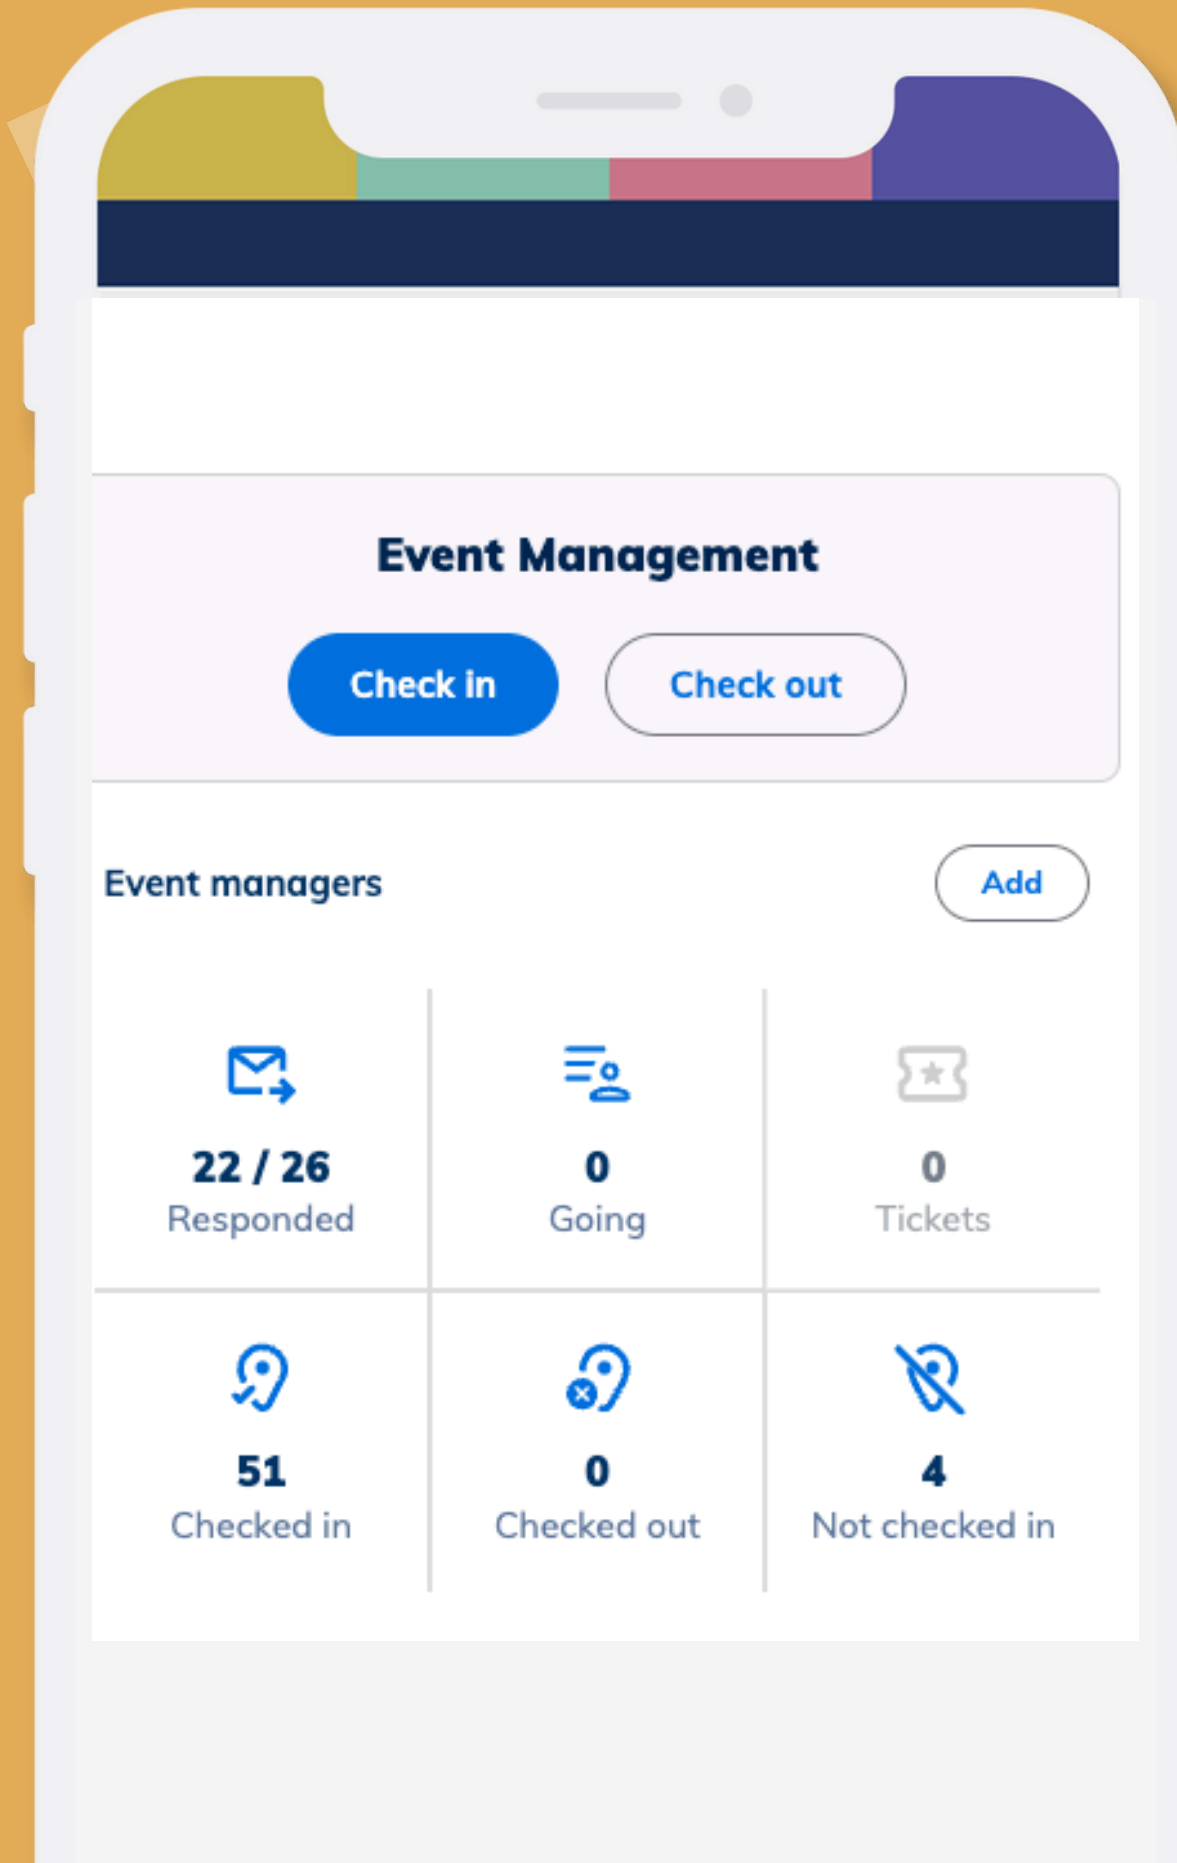 Event Management
Check in
Check out
Event managers
Add
22 / 26
Responded
0
Going
0
Tickets
51
Checked in
0
Checked out
4
Not checked in